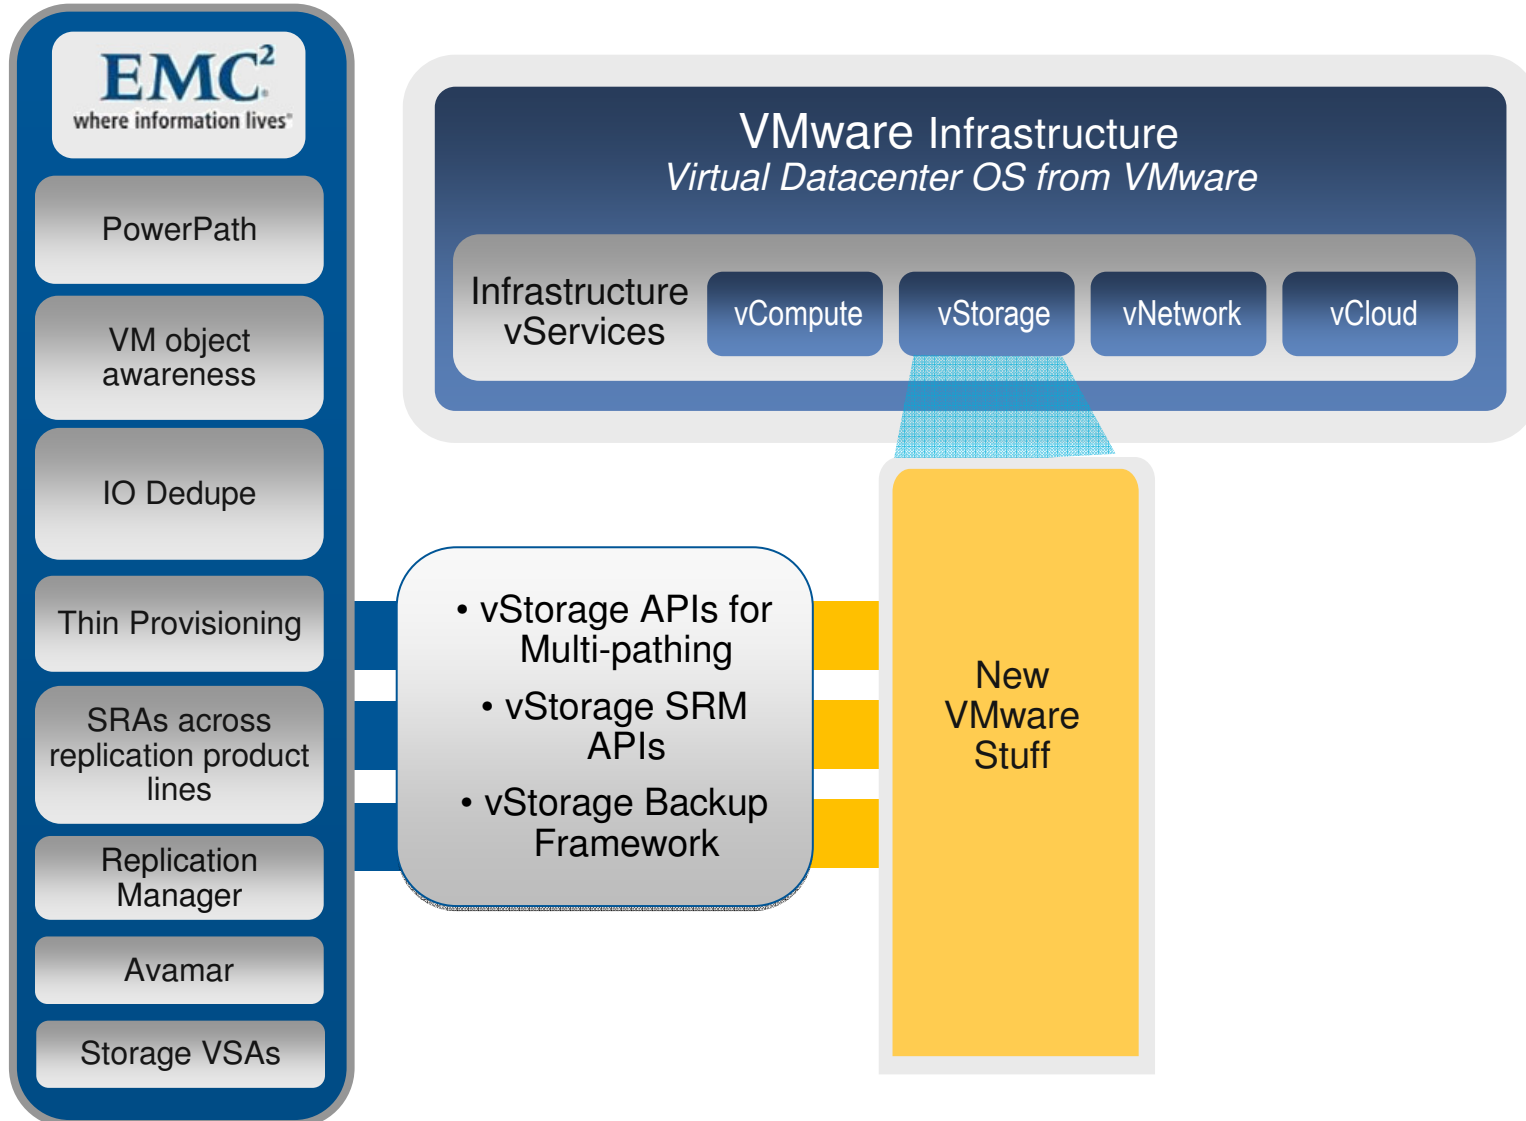 EMC²
where information lives®
PowerPath
VM object
awareness
IO Dedupe
Thin Provisioning
SRAs across
replication product
lines
Replication
Manager
Avamar
Storage VSAs
VMware Infrastructure
Virtual Datacenter OS from VMware
Infrastructure
vServices
vCompute
vStorage
vNetwork
vCloud
• vStorage APIs for
Multi-pathing
• vStorage SRM
APIs
• vStorage Backup
Framework
New
VMware
Stuff